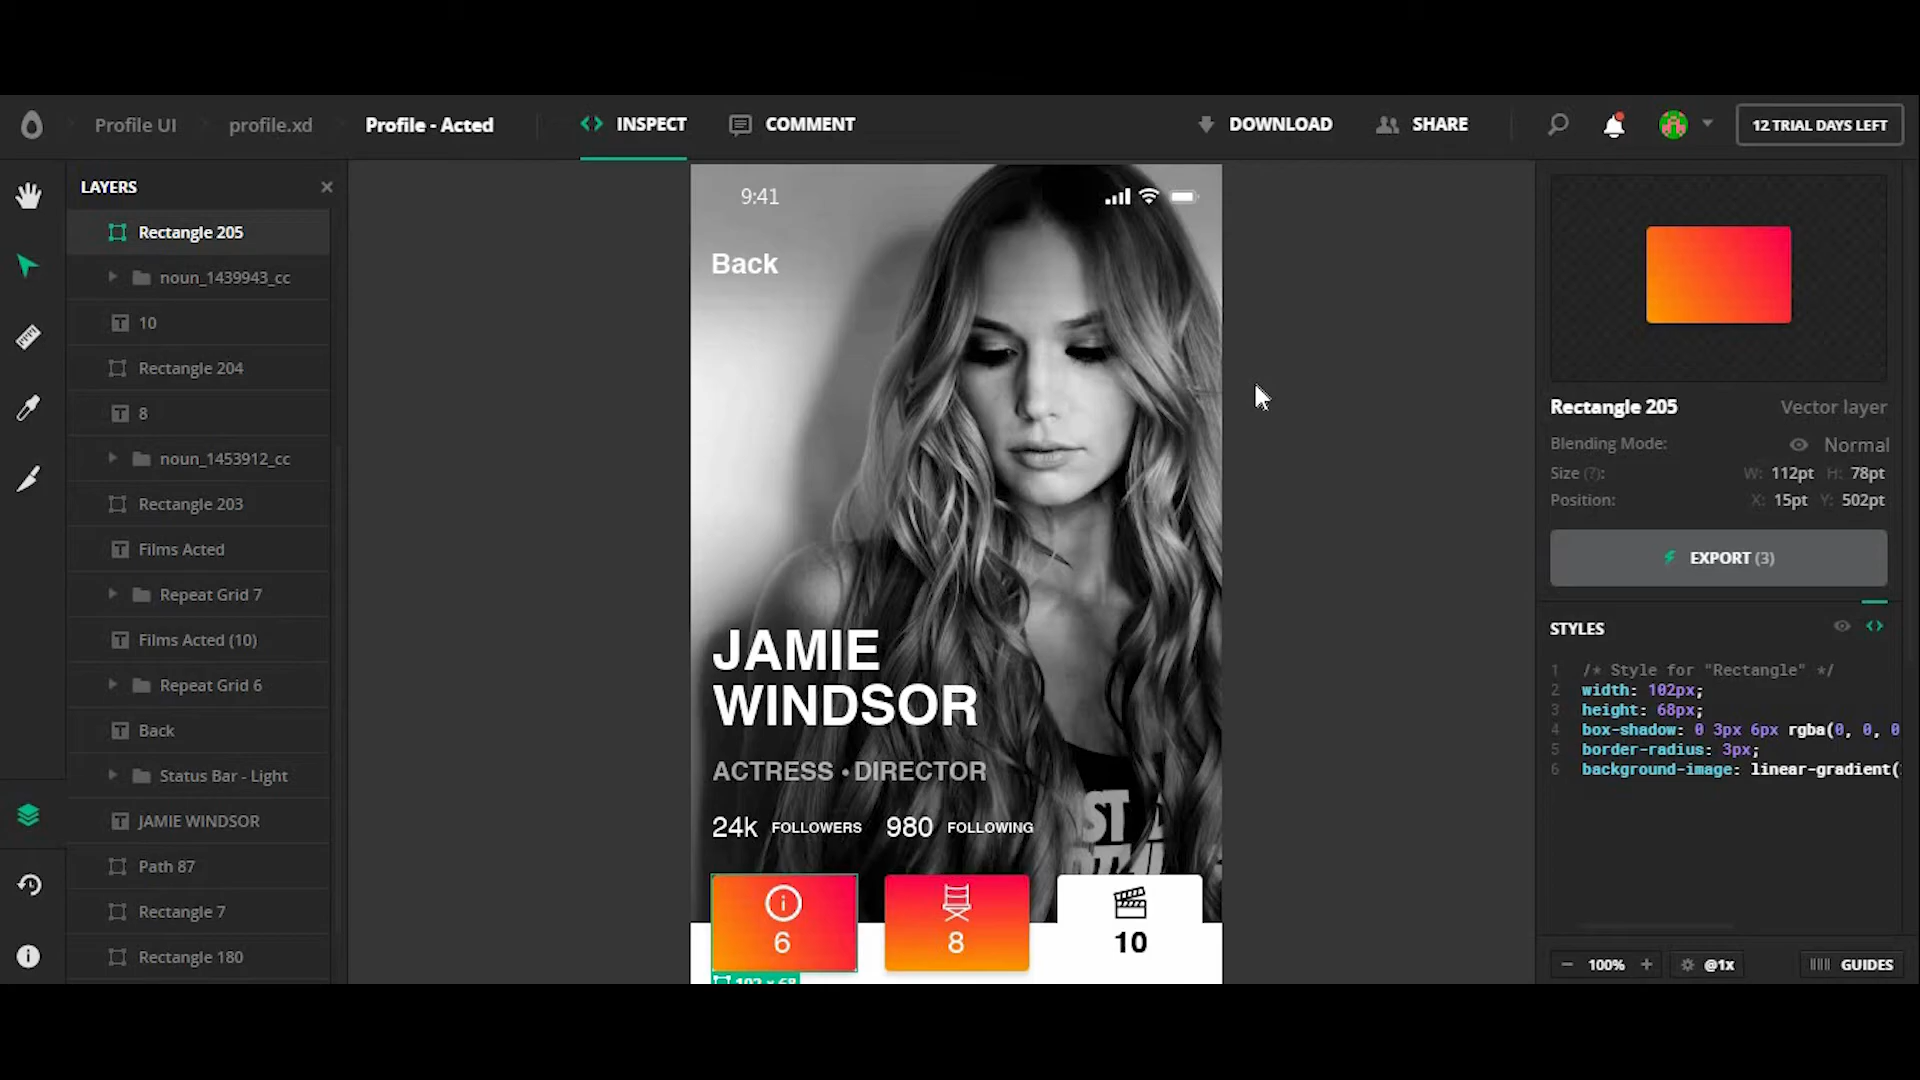 Profile UI
profile.xd
Profile - Acted
INSPECT
COMMENT
DOWNLOAD
SHARE
12 TRIAL DAYS LEFT
LAYERS
Rectangle 205
noun_1439943_cc
10
Rectangle 204
8
noun_1453912_cc
Rectangle 203
Films Acted
Repeat Grid 7
Films Acted (10)
Repeat Grid 6
Back
Status Bar - Light
JAMIE WINDSOR
Path 87
Rectangle 7
Rectangle 180
9:41
Back
JAMIE
WINDSOR
ACTRESS • DIRECTOR
24k FOLLOWERS 980 FOLLOWING
6
8
10
Rectangle 205 Vector layer
Blending Mode: Normal
Size (?): W: 112pt H: 78pt
Position: X: 15pt Y: 502pt
EXPORT (3)
STYLES
1 /* Style for "Rectangle" */
2 width: 102px;
3 height: 68px;
4 box-shadow: 0 3px 6px rgba(0, 0, 0
5 border-radius: 3px;
6 background-image: linear-gradient(
− 100% +
@1x
GUIDES